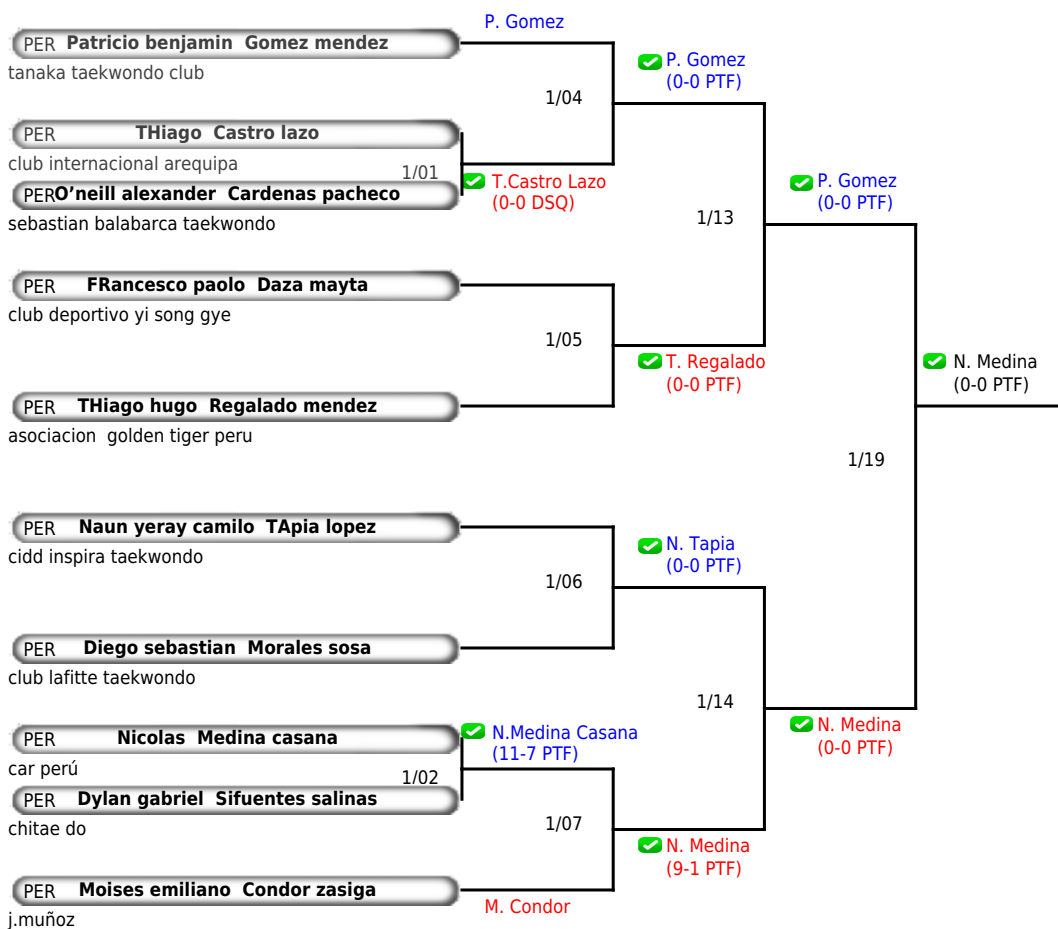 P. Gomez
PER Patricio benjamin Gomez mendez
tanaka taekwondo club
P. Gomez
(0-0 PTF)
1/04
PER THiago Castro lazo
club internacional arequipa
1/01
T.Castro Lazo
(0-0 DSQ)
PER O’neill alexander Cardenas pacheco
sebastian balabarca taekwondo
P. Gomez
(0-0 PTF)
1/13
PER FRancesco paolo Daza mayta
club deportivo yi song gye
1/05
T. Regalado
(0-0 PTF)
N. Medina
(0-0 PTF)
PER THiago hugo Regalado mendez
asociacion golden tiger peru
1/19
PER Naun yeray camilo TApia lopez
cidd inspira taekwondo
N. Tapia
(0-0 PTF)
1/06
PER Diego sebastian Morales sosa
club lafitte taekwondo
1/14
N. Medina
(0-0 PTF)
PER Nicolas Medina casana
car perú
N.Medina Casana
(11-7 PTF)
1/02
PER Dylan gabriel Sifuentes salinas
chitae do
1/07
N. Medina
(9-1 PTF)
PER Moises emiliano Condor zasiga
j.muñoz
M. Condor